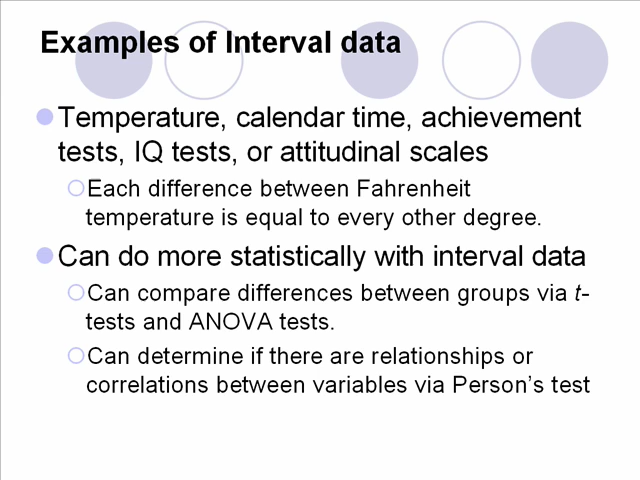 Examples of Interval data
Temperature, calendar time, achievement
tests, IQ tests, or attitudinal scales
Each difference between Fahrenheit
temperature is equal to every other degree.
Can do more statistically with interval data
Can compare differences between groups via t-
tests and ANOVA tests.
Can determine if there are relationships or
correlations between variables via Person's test